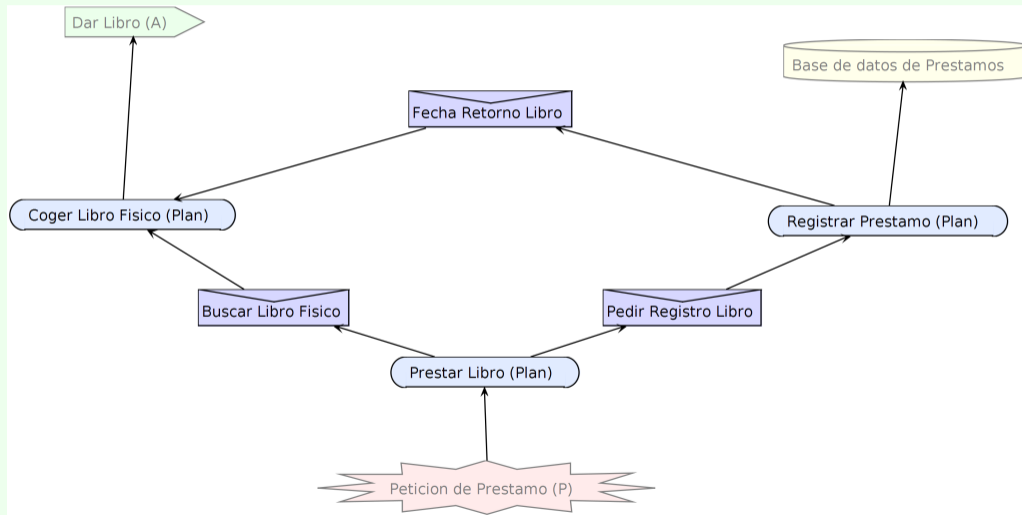 Dar Libro (A)
Base de datos de Prestamos
Fecha Retorno Libro
Coger Libro Fisico (Plan)
Registrar Prestamo (Plan)
Buscar Libro Fisico
Pedir Registro Libro
Prestar Libro (Plan)
Peticion de Prestamo (P)